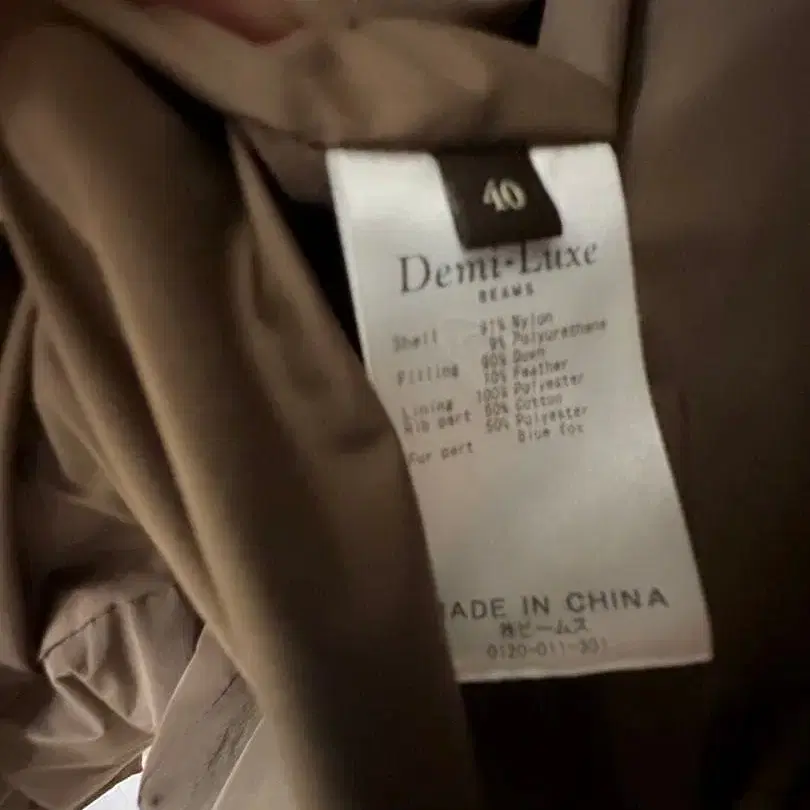 40
Demi-Luxe
BEAMS
Shell 91% Nylon
9% Polyurethane
Filling 90% Down
10% Feather
Lining 100% Polyester
Rib part 50% Cotton
50% Polyester
Fur part Blue fox
MADE IN CHINA
㈱ビームス
0120-011-301